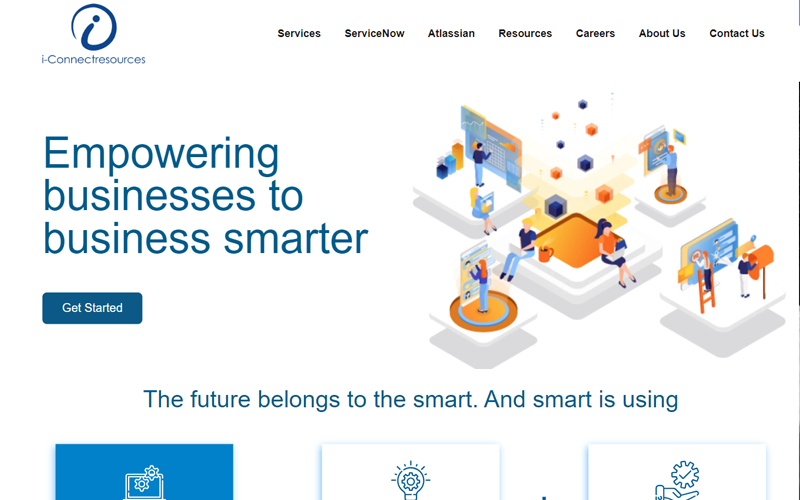 i-Connectresources
Services ServiceNow Atlassian Resources Careers About Us Contact Us
Empowering
businesses to
business smarter
Get Started
The future belongs to the smart. And smart is using